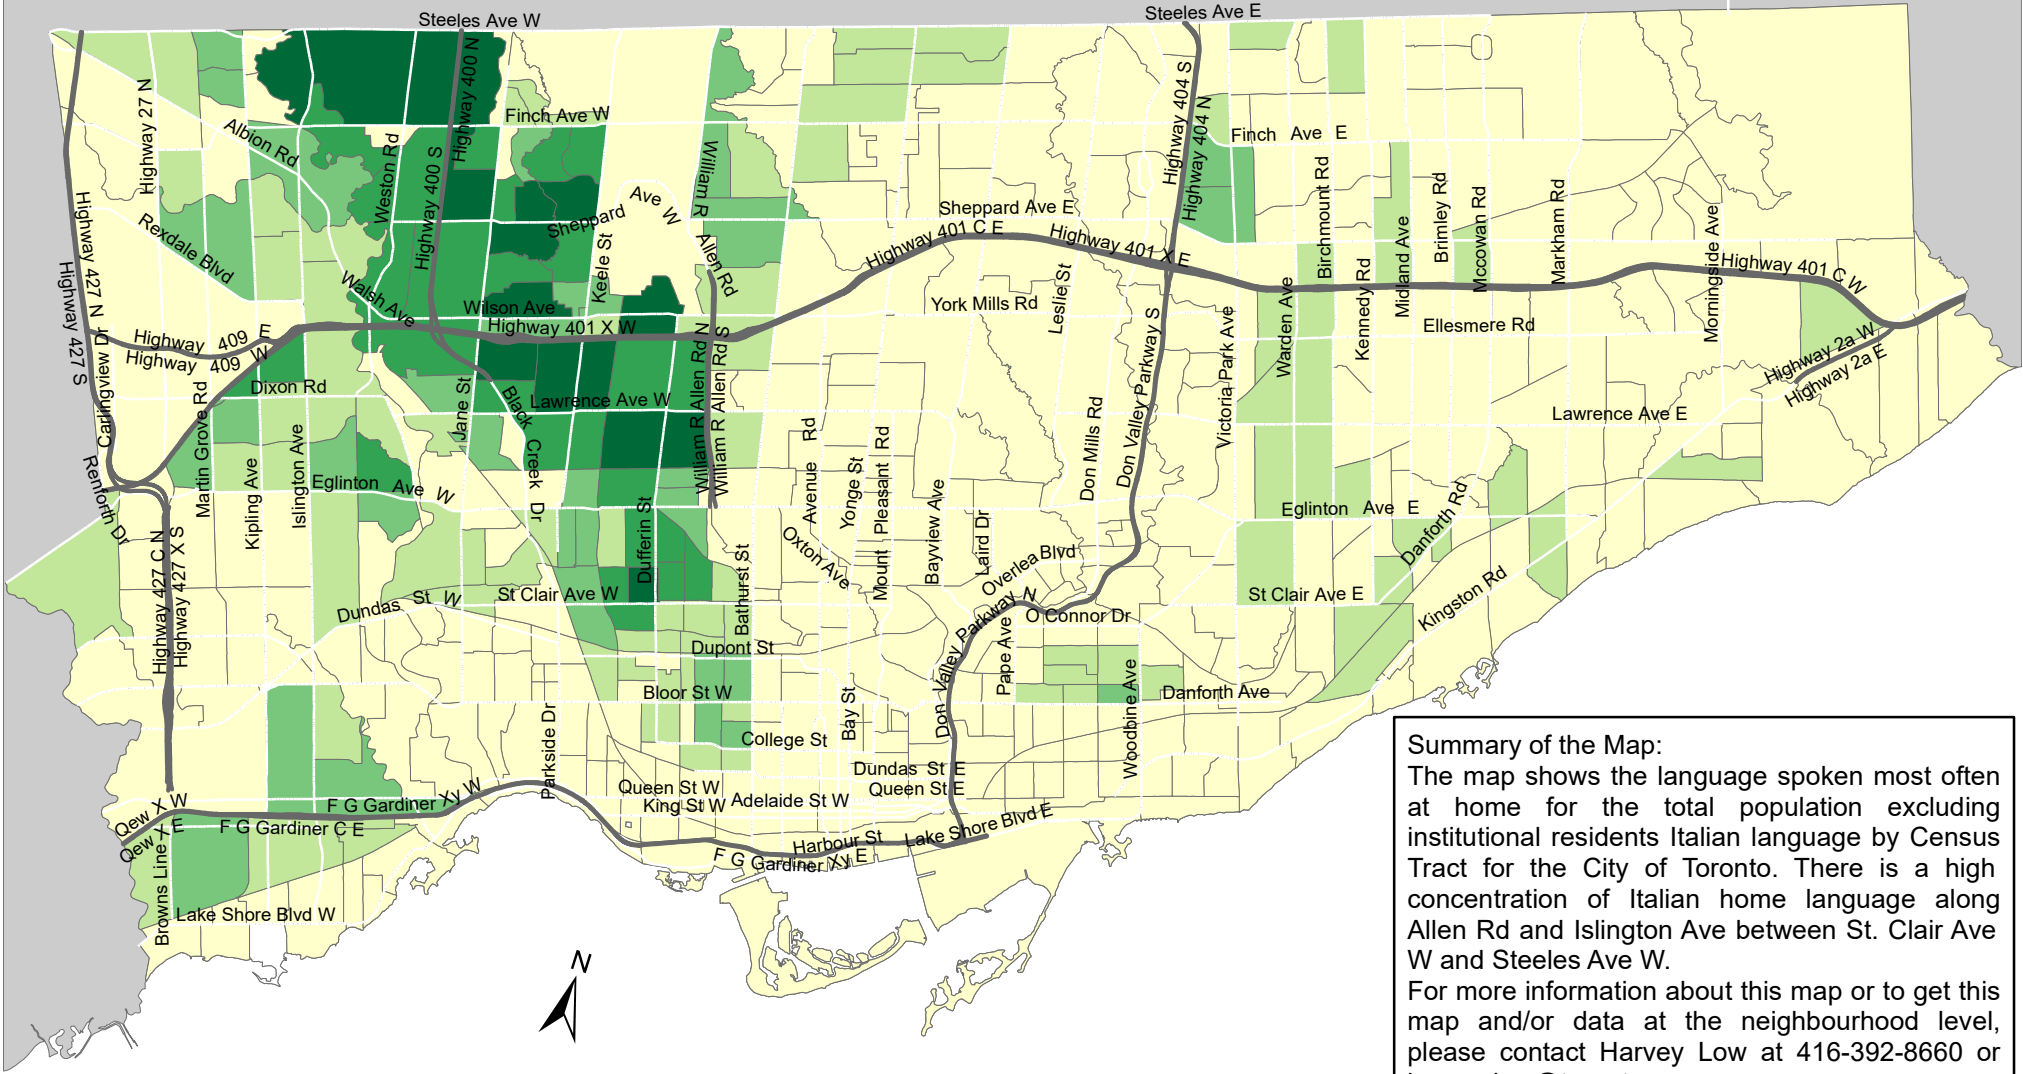 Steeles Ave W
Steeles Ave E
Highway 400 N
Highway 404 S
Highway 27 N
Finch Ave W
Albion Rd
Weston Rd
Highway 400 S
William R
Highway 404 N
Finch Ave E
Highway 427 N
Rexdale Blvd
Sheppard Ave W
Sheppard Ave E
Birchmount Rd
Midland Ave
Brimley Rd
Mccowan Rd
Markham Rd
Morningside Ave
Highway 427 S
Walsh Ave
Keele St
Allen Rd
Highway 401 C E
Highway 401 X E
Highway 401 C W
Wilson Ave
York Mills Rd
Leslie St
Warden Ave
Kennedy Rd
Ellesmere Rd
Highway 409 E
Highway 409 W
Highway 401 X W
Highway 2a W
Highway 2a E
Carlingview Dr
Dixon Rd
Martin Grove Rd
Jane St
Black Creek Dr
Lawrence Ave W
William R Allen Rd N
William R Allen Rd S
Avenue Rd
Don Mills Rd
Don Valley Parkway S
Victoria Park Ave
Lawrence Ave E
Renforth Dr
Kipling Ave
Islington Ave
Eglinton Ave W
Dufferin St
Yonge St
Mount Pleasant Rd
Bayview Ave
Laird Dr
Eglinton Ave E
Danforth Rd
Highway 427 C N
Highway 427 X S
Oxton Ave
Overlea Blvd
Dundas St W
St Clair Ave W
Bathurst St
St Clair Ave E
Kingston Rd
O Connor Dr
Don Valley Parkway N
Pape Ave
Dupont St
Bloor St W
Woodbine Ave
Danforth Ave
Parkside Dr
Bay St
College St
Dundas St E
Queen St E
Queen St W
King St W
Adelaide St W
Qew X W
Qew X E
F G Gardiner Xy W
F G Gardiner C E
Browns Line
Harbour St
Lake Shore Blvd E
F G Gardiner Xy E
Lake Shore Blvd W
N
Summary of the Map:
The map shows the language spoken most often
at home for the total population excluding
institutional residents Italian language by Census
Tract for the City of Toronto. There is a high
concentration of Italian home language along
Allen Rd and Islington Ave between St. Clair Ave
W and Steeles Ave W.
For more information about this map or to get this
map and/or data at the neighbourhood level,
please contact Harvey Low at 416-392-8660 or